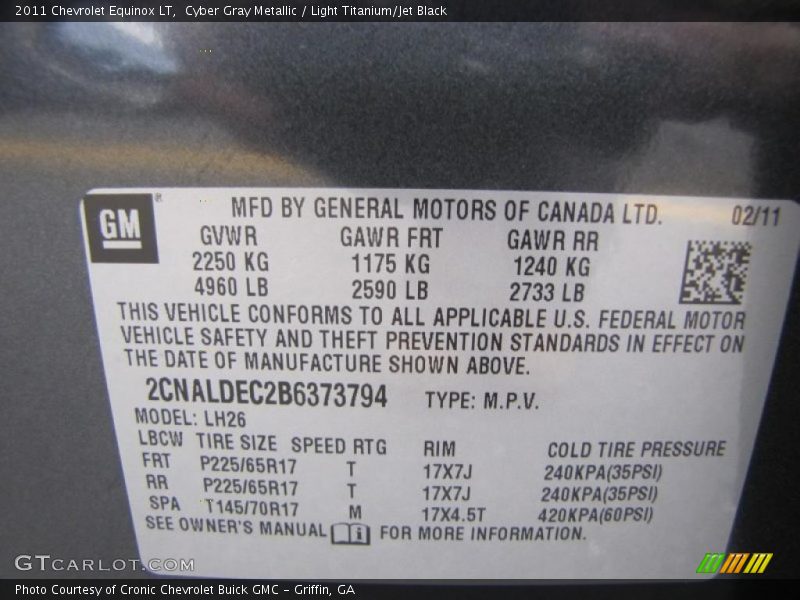 2011 Chevrolet Equinox LT,  Cyber Gray Metallic / Light Titanium/Jet Black
GM ®
MFD BY GENERAL MOTORS OF CANADA LTD. 02/11
GVWR GAWR FRT GAWR RR
2250 KG 1175 KG 1240 KG
4960 LB 2590 LB 2733 LB
THIS VEHICLE CONFORMS TO ALL APPLICABLE U.S. FEDERAL MOTOR
VEHICLE SAFETY AND THEFT PREVENTION STANDARDS IN EFFECT ON
THE DATE OF MANUFACTURE SHOWN ABOVE.
2CNALDEC2B6373794 TYPE: M.P.V.
MODEL: LH26
LBCW TIRE SIZE SPEED RTG RIM COLD TIRE PRESSURE
FRT P225/65R17 T 17X7J 240KPA(35PSI)
RR P225/65R17 T 17X7J 240KPA(35PSI)
SPA T145/70R17 M 17X4.5T 420KPA(60PSI)
SEE OWNER'S MANUAL i FOR MORE INFORMATION.
GTCARLOT.COM
Photo Courtesy of Cronic Chevrolet Buick GMC – Griffin, GA